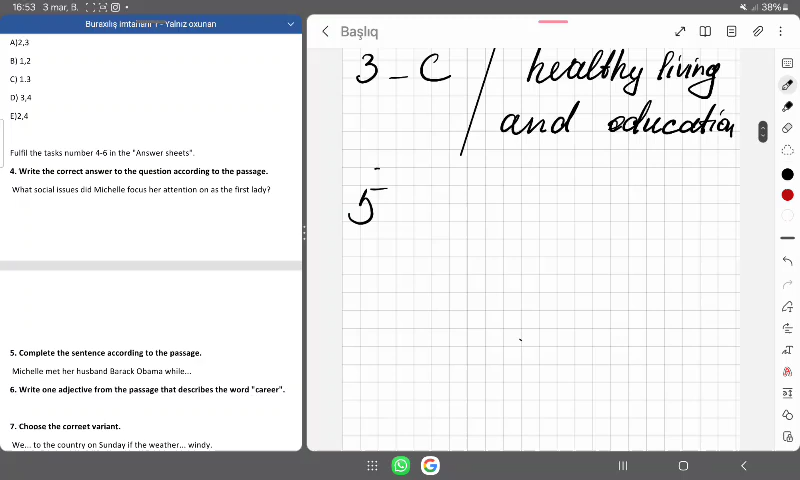 16:53 3 mar, B.
38%
Buraxılış imtahanı 1 - Yalnız oxunan
A)2,3
B) 1,2
C) 1.3
D) 3,4
E)2,4
Fulfil the tasks number 4-6 in the "Answer sheets".
4. Write the correct answer to the question according to the passage.
What social issues did Michelle focus her attention on as the first lady?
5. Complete the sentence according to the passage.
Michelle met her husband Barack Obama while...
6. Write one adjective from the passage that describes the word "career".
7. Choose the correet variant.
We... to the country on Sunday if the weather... windy.
Başlıq
3 - C / healthy living
and education
5